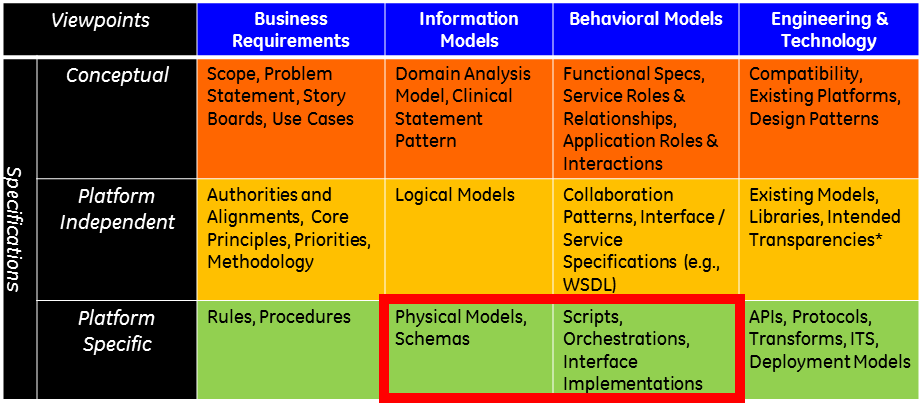 Viewpoints
Business
Requirements
Information
Models
Behavioral Models
Engineering &
Technology
Specifications
Conceptual
Scope, Problem
Statement, Story
Boards, Use Cases
Domain Analysis
Model, Clinical
Statement
Pattern
Functional Specs,
Service Roles &
Relationships,
Application Roles &
Interactions
Compatibility,
Existing Platforms,
Design Patterns
Platform
Independent
Authorities and
Alignments, Core
Principles, Priorities,
Methodology
Logical Models
Collaboration
Patterns, Interface /
Service
Specifications (e.g.,
WSDL)
Existing Models,
Libraries, Intended
Transparencies*
Platform
Specific
Rules, Procedures
Physical Models,
Schemas
Scripts,
Orchestrations,
Interface
Implementations
APIs, Protocols,
Transforms, ITS,
Deployment Models